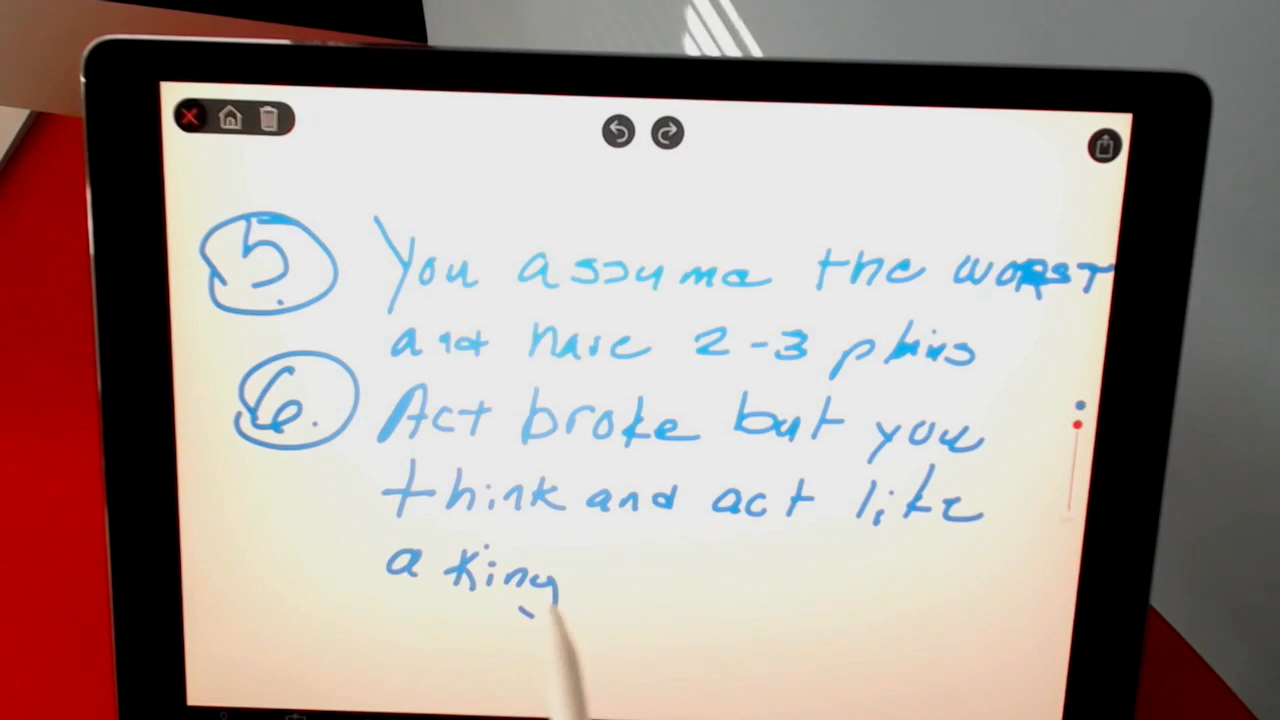 5. You assume the worst
and have 2-3 plans
6. Act broke but you
think and act like
a king